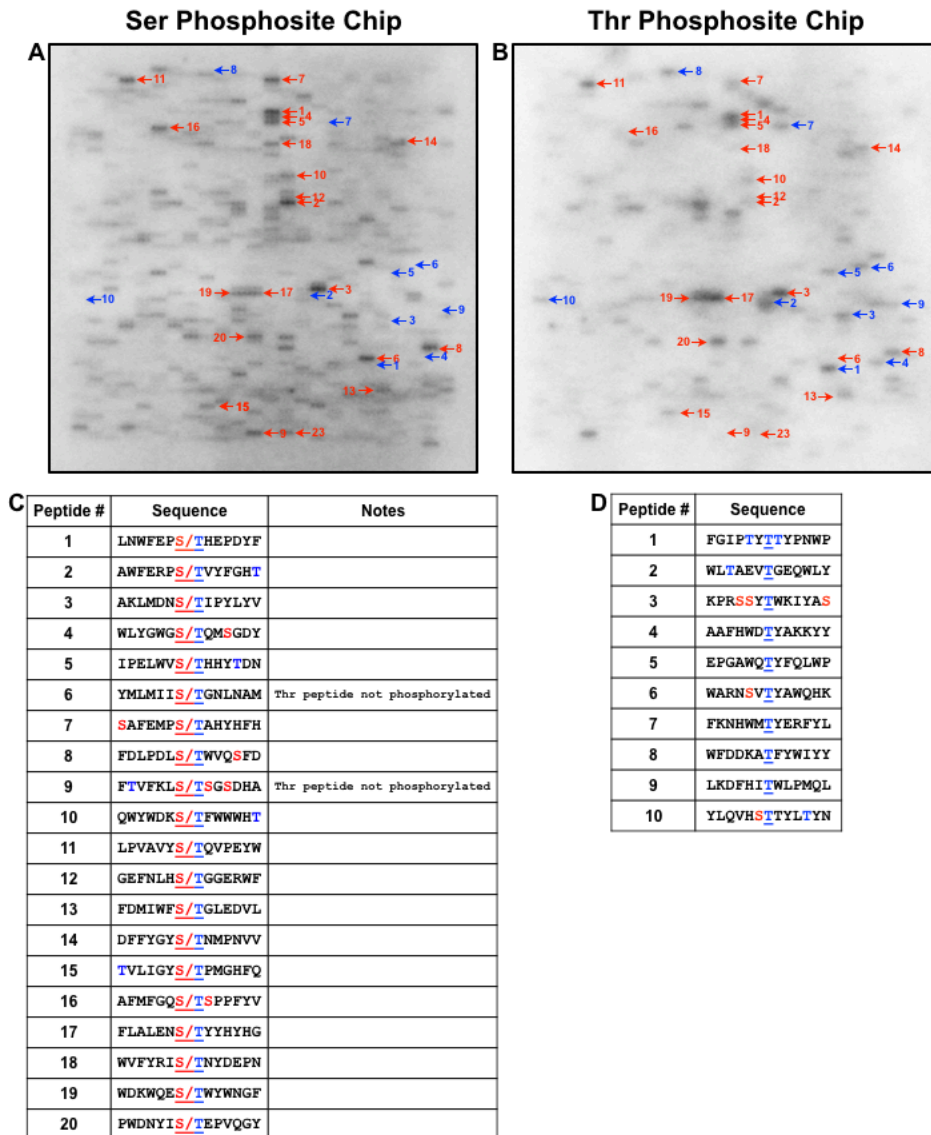 Ser Phosphosite Chip
Thr Phosphosite Chip
A
8
11
7
1
4
5
7
16
14
18
10
12
2
6
5
3
2
19
17
10
9
3
20
8
4
6
1
13
15
9
23
B
8
7
11
1
4
5
7
16
14
18
10
12
2
6
5
3
2
19
17
10
9
3
20
8
6
4
1
13
15
9
23
C
Peptide # Sequence Notes
1 LNWFEPS/THEPDYF
2 AWFERPS/TVYFGHT
3 AKLMDNS/TIPYLYV
4 WLYGWGS/TQMSGDY
5 IPELWVS/THHYTDN
6 YMLMIIS/TGNLNAM Thr peptide not phosphorylated
7 SAFEMPS/TAHYHFH
8 FDLPDLS/TWVQSFD
9 FTVFKLS/TSGSDHA Thr peptide not phosphorylated
10 QWYWDKS/TFWWWHT
11 LPVAVYS/TQVPEYW
12 GEFNLHS/TGGERWF
13 FDMIWFS/TGLEDVL
14 DFFYGYS/TNMPNVV
15 TVLIGYS/TPMGHFQ
16 AFMFGQS/TSPPFYV
17 FLALENS/TYYHYHG
18 WVFYRIS/TNYDEPN
19 WDKWQES/TWYWNGF
20 PWDNYIS/TEPVQGY
D
Peptide # Sequence
1 FGIPTYTTYPNWP
2 WLTAEVTGEQWLY
3 KPRSSYTWKIYAS
4 AAFHWDTYAKKYY
5 EPGAWQTYFQLWP
6 WARNSVTYAWQHK
7 FKNHWMTYERFYL
8 WFDDKATFYWIYY
9 LKDFHITWLPMQL
10 YLQVHSTTYLTYN